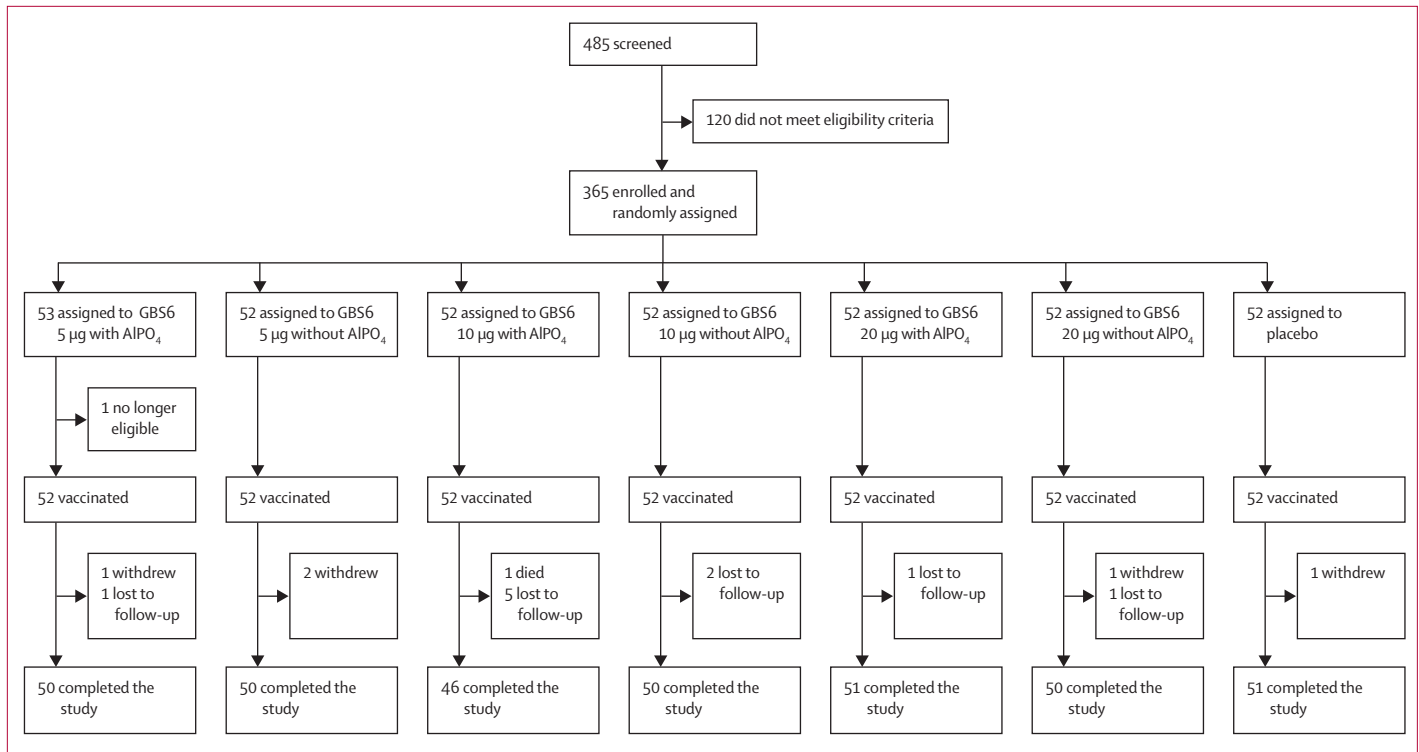 485 screened
120 did not meet eligibility criteria
365 enrolled and
randomly assigned
53 assigned to GBS6
5 µg with AlPO₄
52 assigned to GBS6
5 µg without AlPO₄
52 assigned to GBS6
10 µg with AlPO₄
52 assigned to GBS6
10 µg without AlPO₄
52 assigned to GBS6
20 µg with AlPO₄
52 assigned to GBS6
20 µg without AlPO₄
52 assigned to
placebo
1 no longer
eligible
52 vaccinated
52 vaccinated
52 vaccinated
52 vaccinated
52 vaccinated
52 vaccinated
52 vaccinated
1 withdrew
1 lost to
follow-up
2 withdrew
1 died
5 lost to
follow-up
2 lost to
follow-up
1 lost to
follow-up
1 withdrew
1 lost to
follow-up
1 withdrew
50 completed the
study
50 completed the
study
46 completed the
study
50 completed the
study
51 completed the
study
50 completed the
study
51 completed the
study